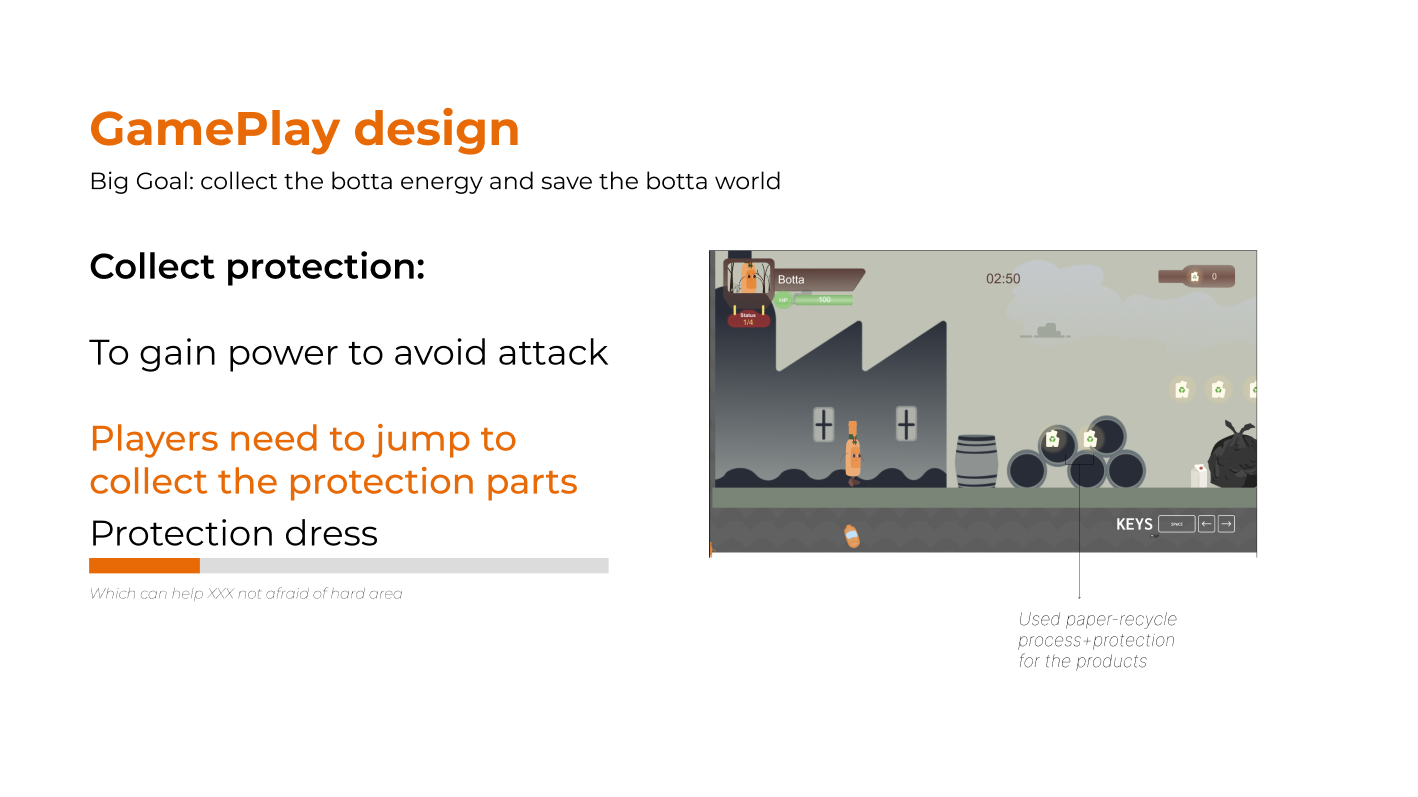 GamePlay design
Big Goal: collect the botta energy and save the botta world
Collect protection:
To gain power to avoid attack
Players need to jump to
collect the protection parts
Protection dress
Which can help XXX not afraid of hard area
Botta
HP 100
Status
1/4
02:50
0
KEYS SPACE ← →
Used paper-recycle
process+protection
for the products